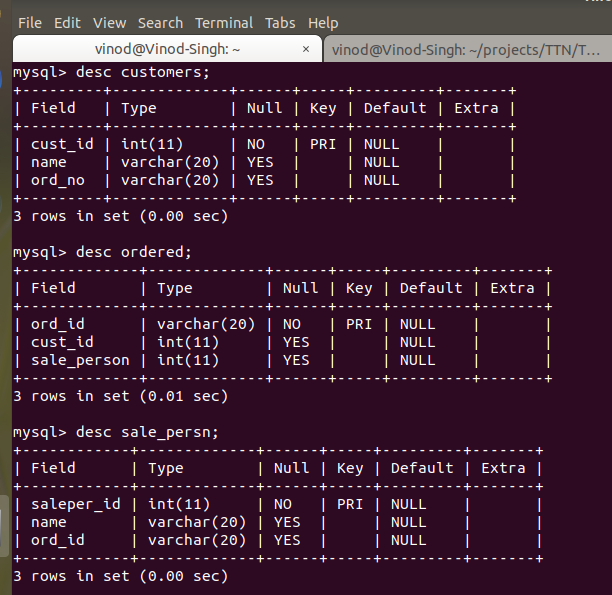 File Edit View Search Terminal Tabs Help
vinod@Vinod-Singh: ~ × vinod@Vinod-Singh: ~/projects/TTN/T...
mysql> desc customers;
+---------+-------------+------+-----+---------+-------+
| Field   | Type        | Null | Key | Default | Extra |
+---------+-------------+------+-----+---------+-------+
| cust_id | int(11)     | NO   | PRI | NULL    |       |
| name    | varchar(20) | YES  |     | NULL    |       |
| ord_no  | varchar(20) | YES  |     | NULL    |       |
+---------+-------------+------+-----+---------+-------+
3 rows in set (0.00 sec)

mysql> desc ordered;
+-------------+-------------+------+-----+---------+-------+
| Field       | Type        | Null | Key | Default | Extra |
+-------------+-------------+------+-----+---------+-------+
| ord_id      | varchar(20) | NO   | PRI | NULL    |       |
| cust_id     | int(11)     | YES  |     | NULL    |       |
| sale_person | int(11)     | YES  |     | NULL    |       |
+-------------+-------------+------+-----+---------+-------+
3 rows in set (0.01 sec)

mysql> desc sale_persn;
+------------+-------------+------+-----+---------+-------+
| Field      | Type        | Null | Key | Default | Extra |
+------------+-------------+------+-----+---------+-------+
| saleper_id | int(11)     | NO   | PRI | NULL    |       |
| name       | varchar(20) | YES  |     | NULL    |       |
| ord_id     | varchar(20) | YES  |     | NULL    |       |
+------------+-------------+------+-----+---------+-------+
3 rows in set (0.00 sec)